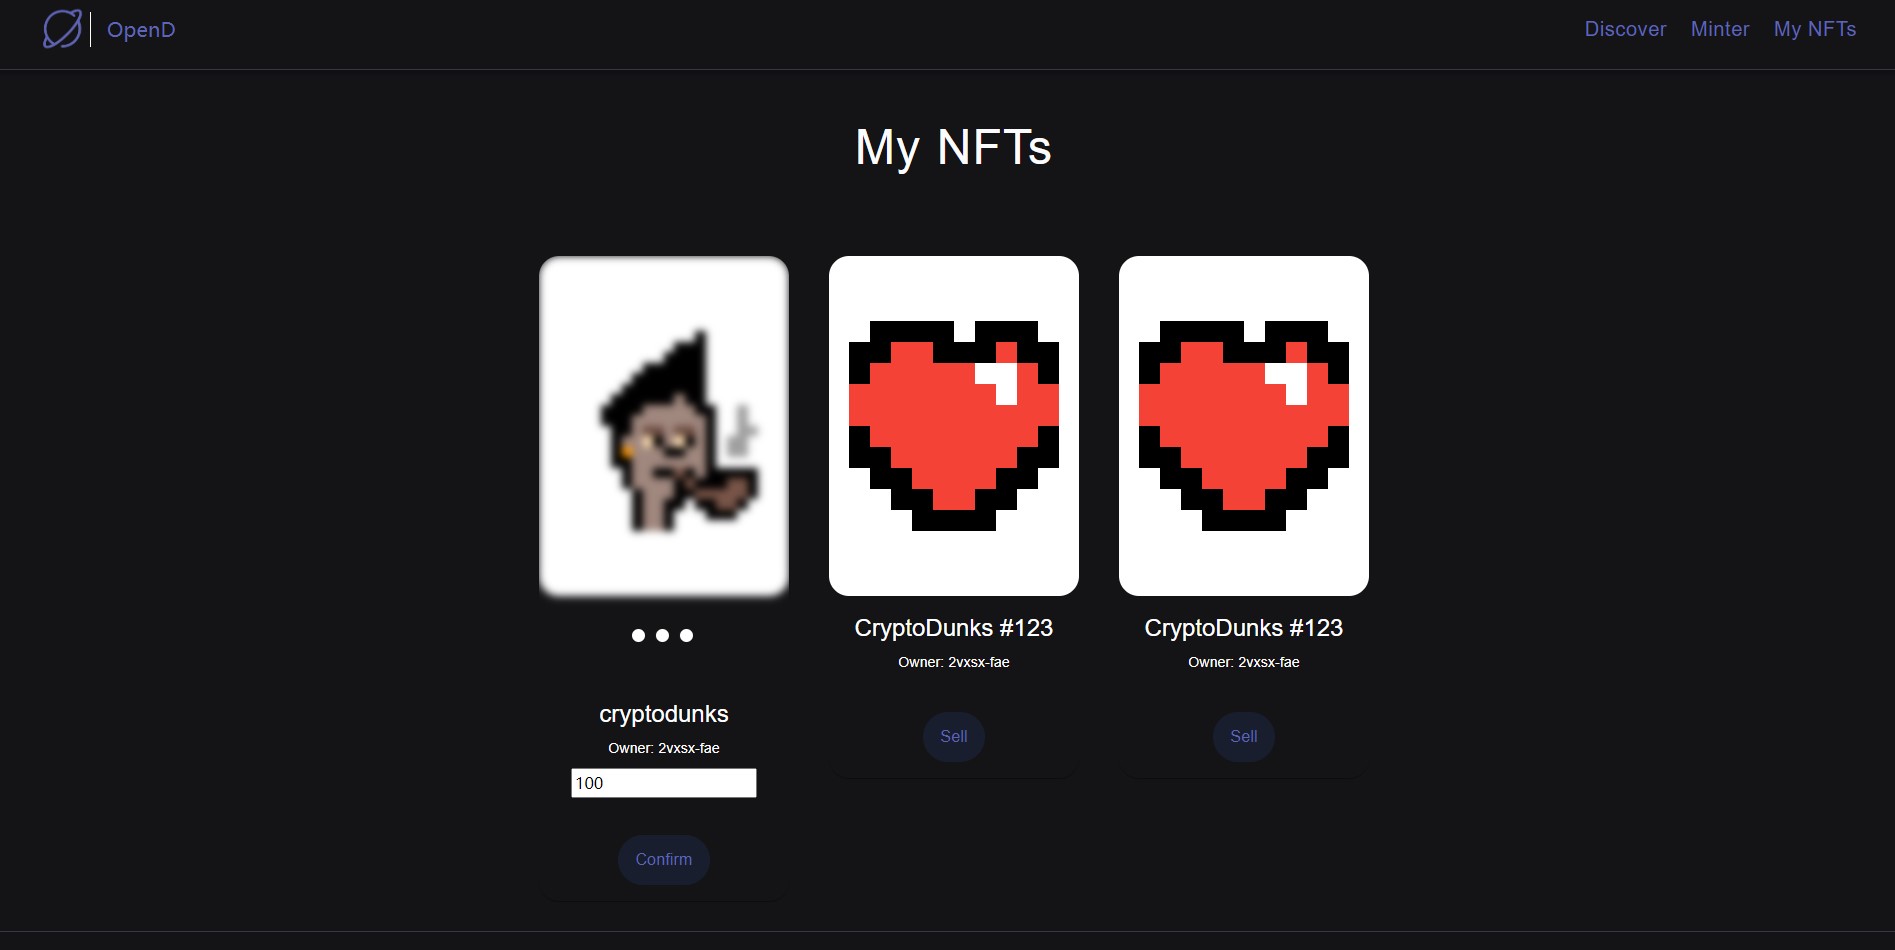 OpenD
Discover Minter My NFTs
My NFTs
cryptodunks
Owner: 2vxsx-fae
100
Confirm
CryptoDunks #123
Owner: 2vxsx-fae
Sell
CryptoDunks #123
Owner: 2vxsx-fae
Sell